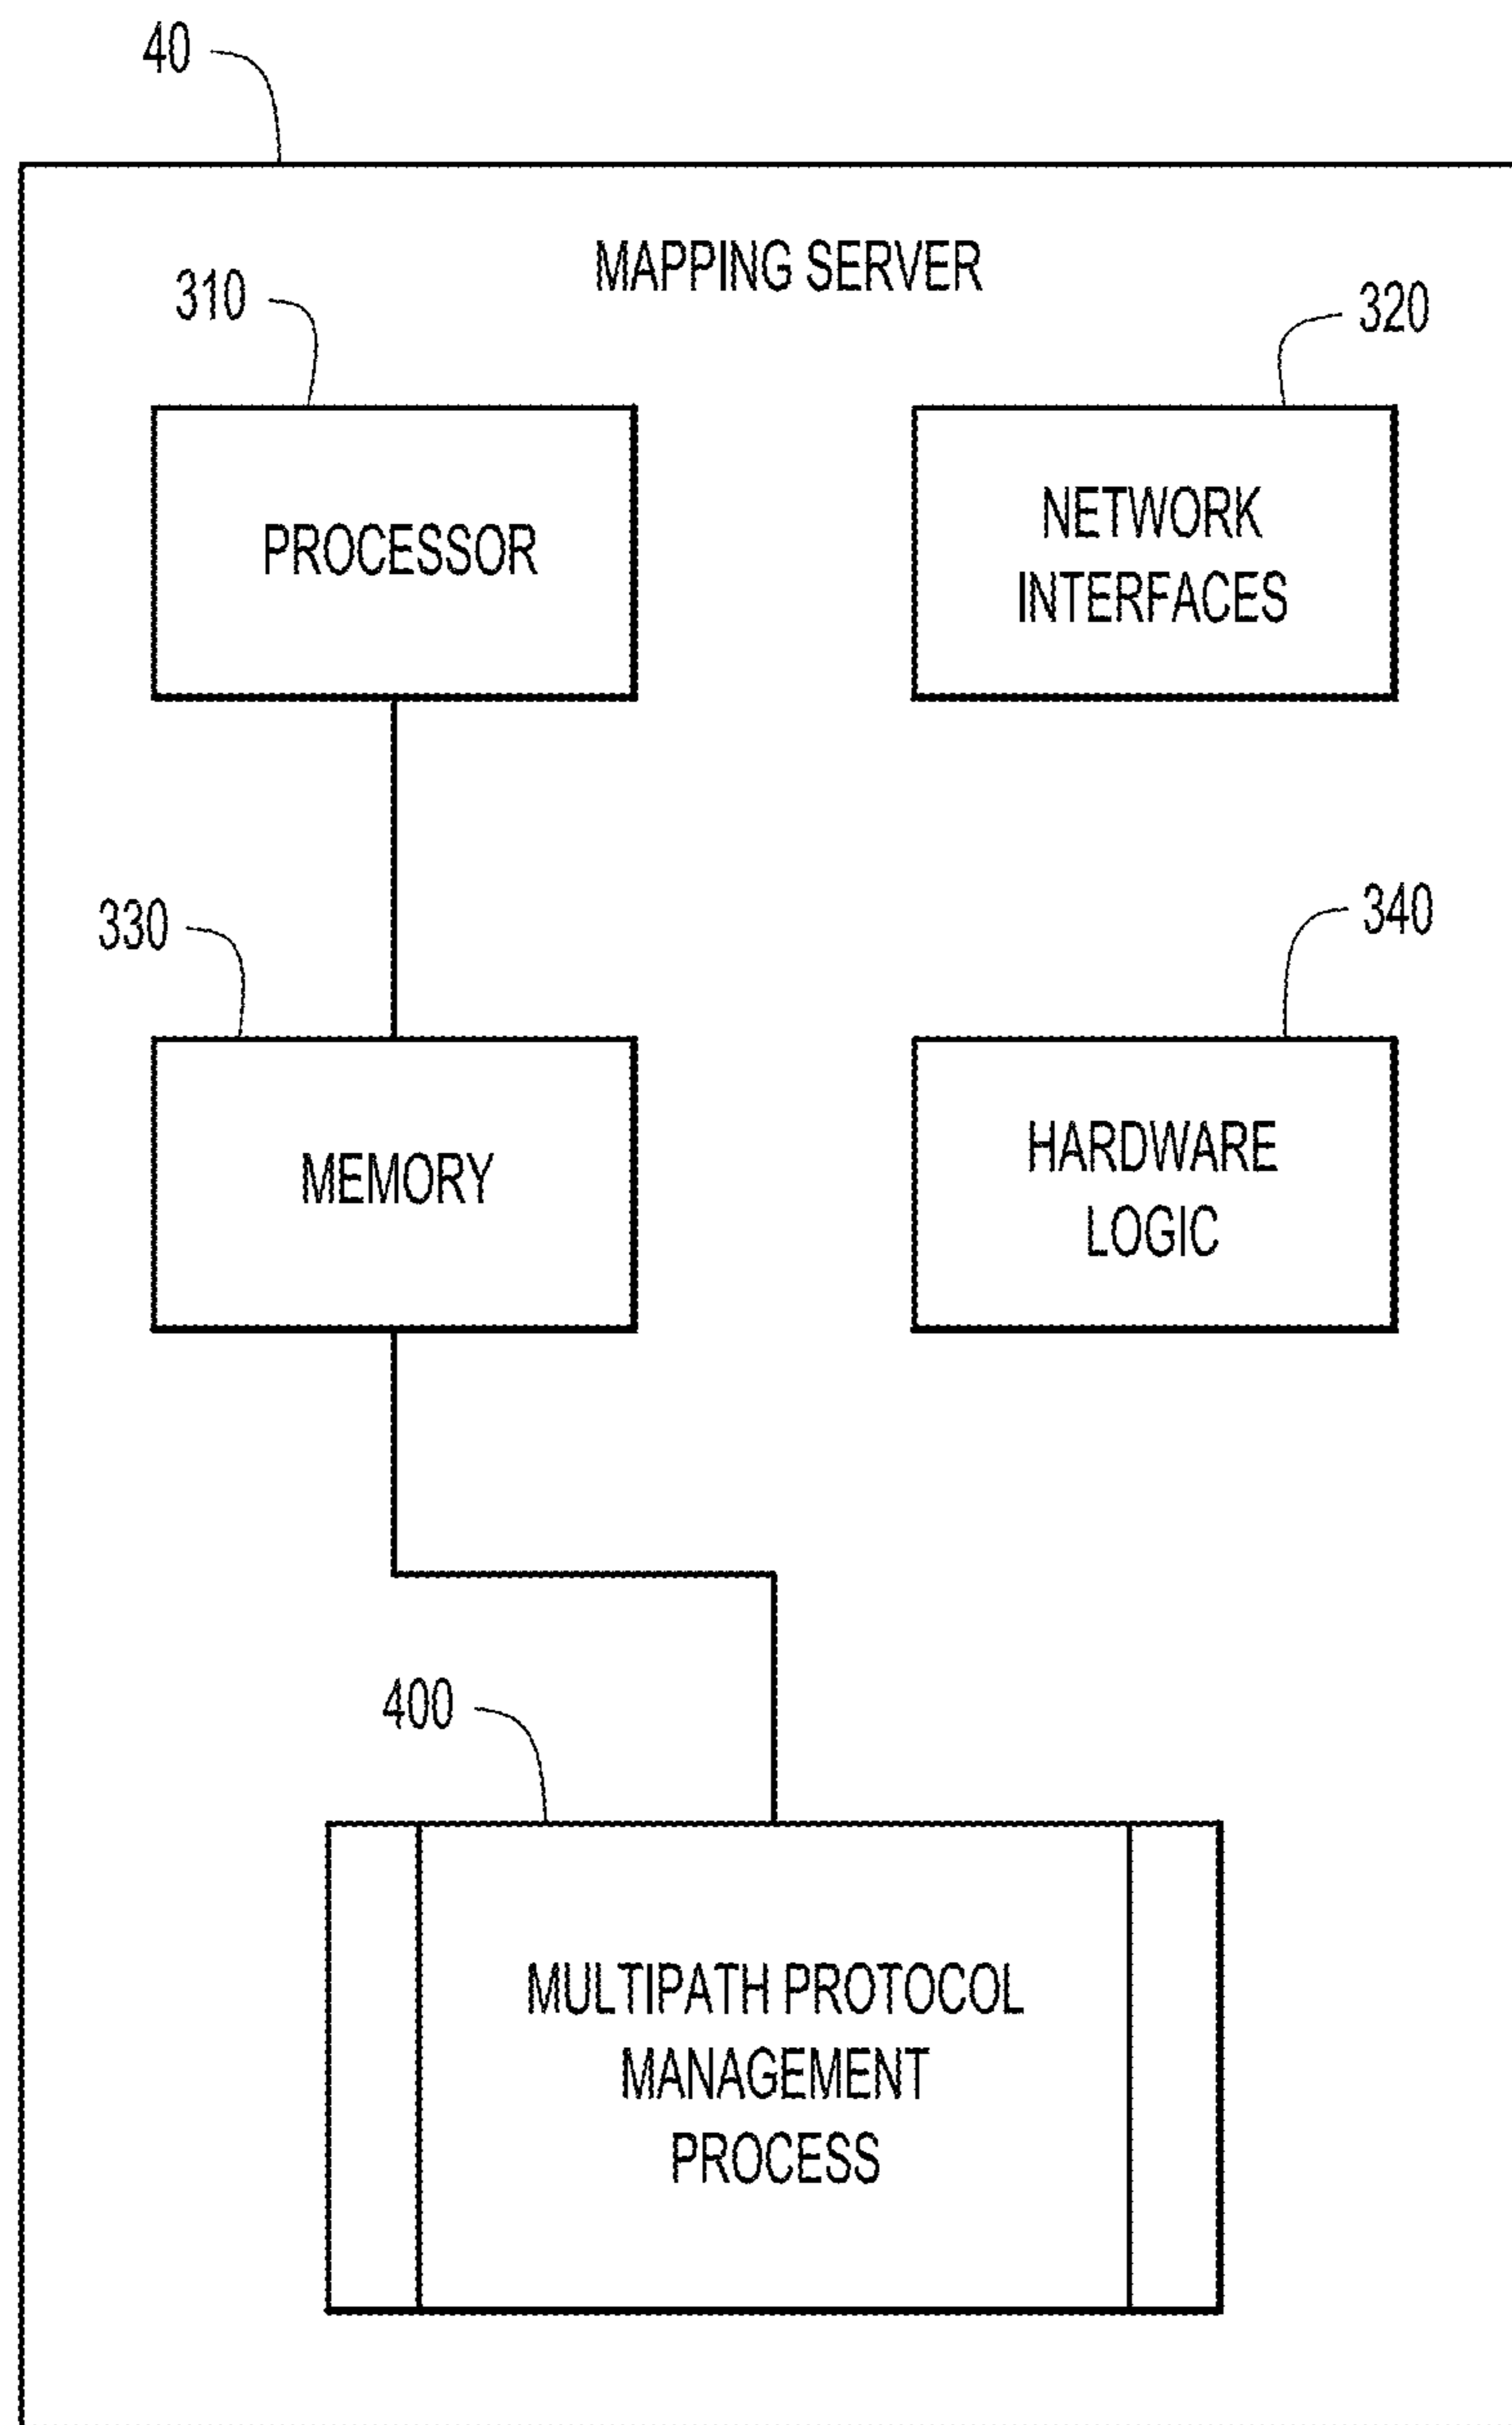 40
MAPPING SERVER
310
320
PROCESSOR
NETWORK
INTERFACES
330
340
MEMORY
HARDWARE
LOGIC
400
MULTIPATH PROTOCOL
MANAGEMENT
PROCESS